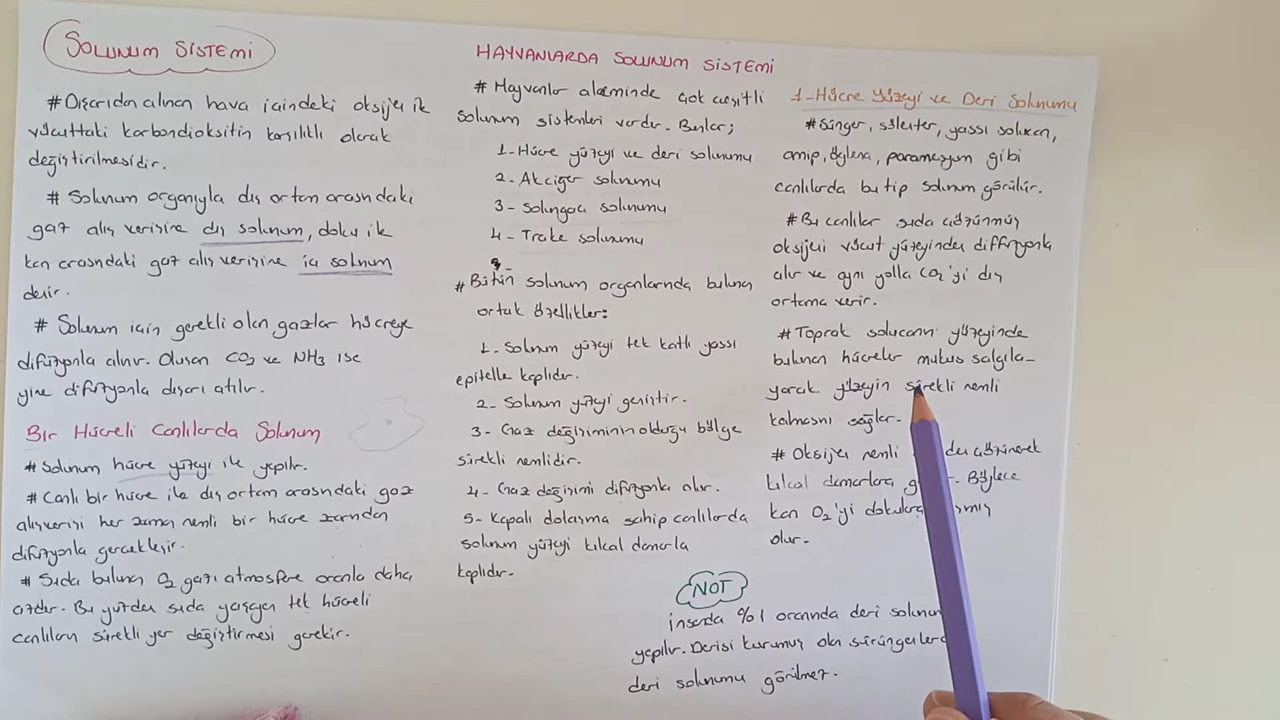 SOLUNUM SİSTEMİ
# Dışarıdan alınan hava içindeki oksijen ile
vücuttaki karbondioksitin karşılıklı olarak
değiştirilmesidir.
# Solunum organıyla dış ortam arasındaki
gaz alış verişine dış solunum, doku ile
kan arasındaki gaz alış verişine iç solunum
denir.
# Solunum için gerekli olan gazlar hücreye
difüzyonla alınır. Oluşan CO2 ve NH3 ise
yine difüzyonla dışarı atılır.
Bir Hücreli Canlılarda Solunum
# Solunum hücre yüzeyi ile yapılır.
# Canlı bir hücre ile dış ortam arasındaki gaz
alışverişi her zaman nemli bir hücre zarından
difüzyonla gerçekleşir.
# Suda bulunan O2 gazı atmosfere oranla daha
azdır. Bu yüzden suda yaşayan tek hücreli
canlıların sürekli yer değiştirmesi gerekir.
HAYVANLARDA SOLUNUM SİSTEMİ
# Hayvanlar aleminde çok çeşitli
solunum sistemleri vardır. Bunlar;
1- Hücre yüzeyi ve deri solunumu
2- Akciğer solunumu
3- Solungaç solunumu
4- Trake solunumu
# Bütün solunum organlarında bulunan
ortak özellikler:
1- Solunum yüzeyi tek katlı yassı
epitelle kaplıdır.
2- Solunum yüzeyi geniştir.
3- Gaz değişiminin olduğu bölge
sürekli nemlidir.
4- Gaz değişimi difüzyonla olur.
5- Kapalı dolaşıma sahip canlılarda
solunum yüzeyi kılcal damarla
kaplıdır.
1- Hücre Yüzeyi ve Deri Solunumu
# Sünger, sölenter, yassı solucan,
amip, öglena, paramesyum gibi
canlılarda bu tip solunum görülür.
# Bu canlılar suda çözünmüş
oksijeni vücut yüzeyinden diffüzyonla
alır ve aynı yolla CO2'yi dış
ortama verir.
# Toprak solucanı yüzeyinde
bulunan hücreler mukus salgıla-
yarak yüzeyin sürekli nemli
kalmasını sağlar.
# Oksijen nemli çözünerek
kılcal damarlara Böylece
kan O2'yi dokulara
olur.
NOT
İnsanda %1 oranında deri
yapılır. Derisi kurumuş olan
deri solunumu görülmez.